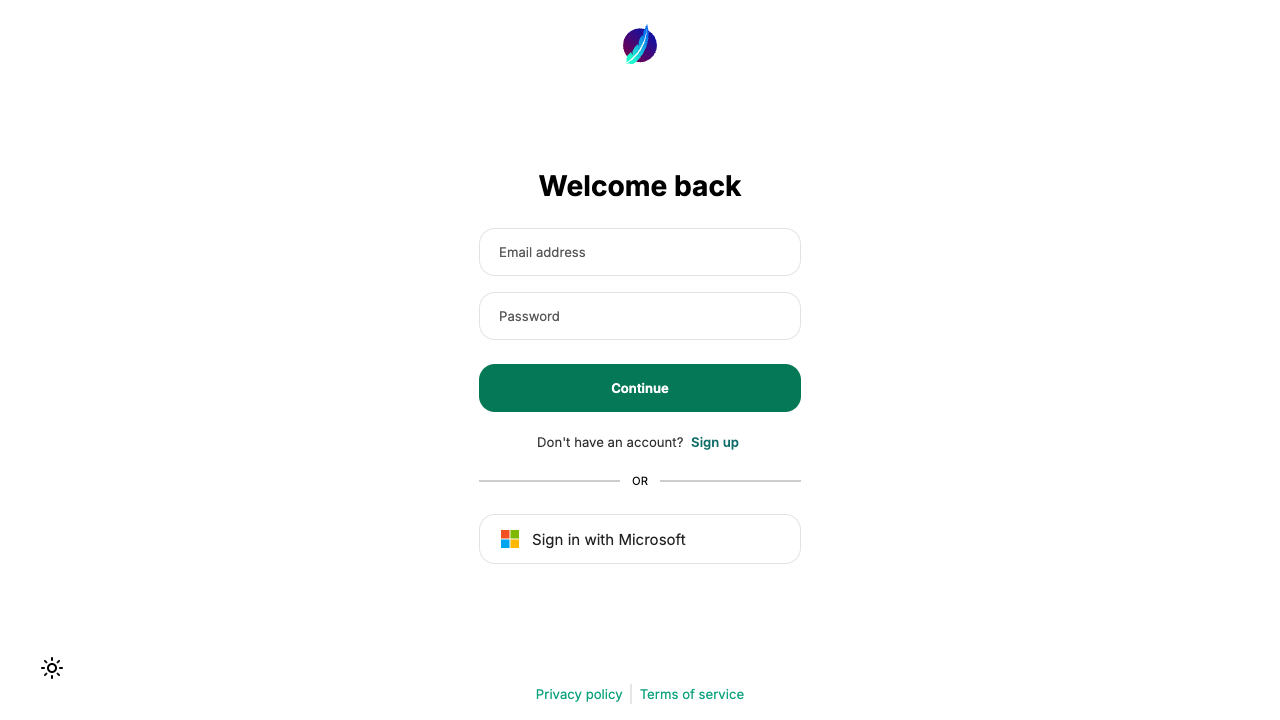 Welcome back
Email address
Password
Continue
Don't have an account? Sign up
OR
Sign in with Microsoft
Privacy policy Terms of service